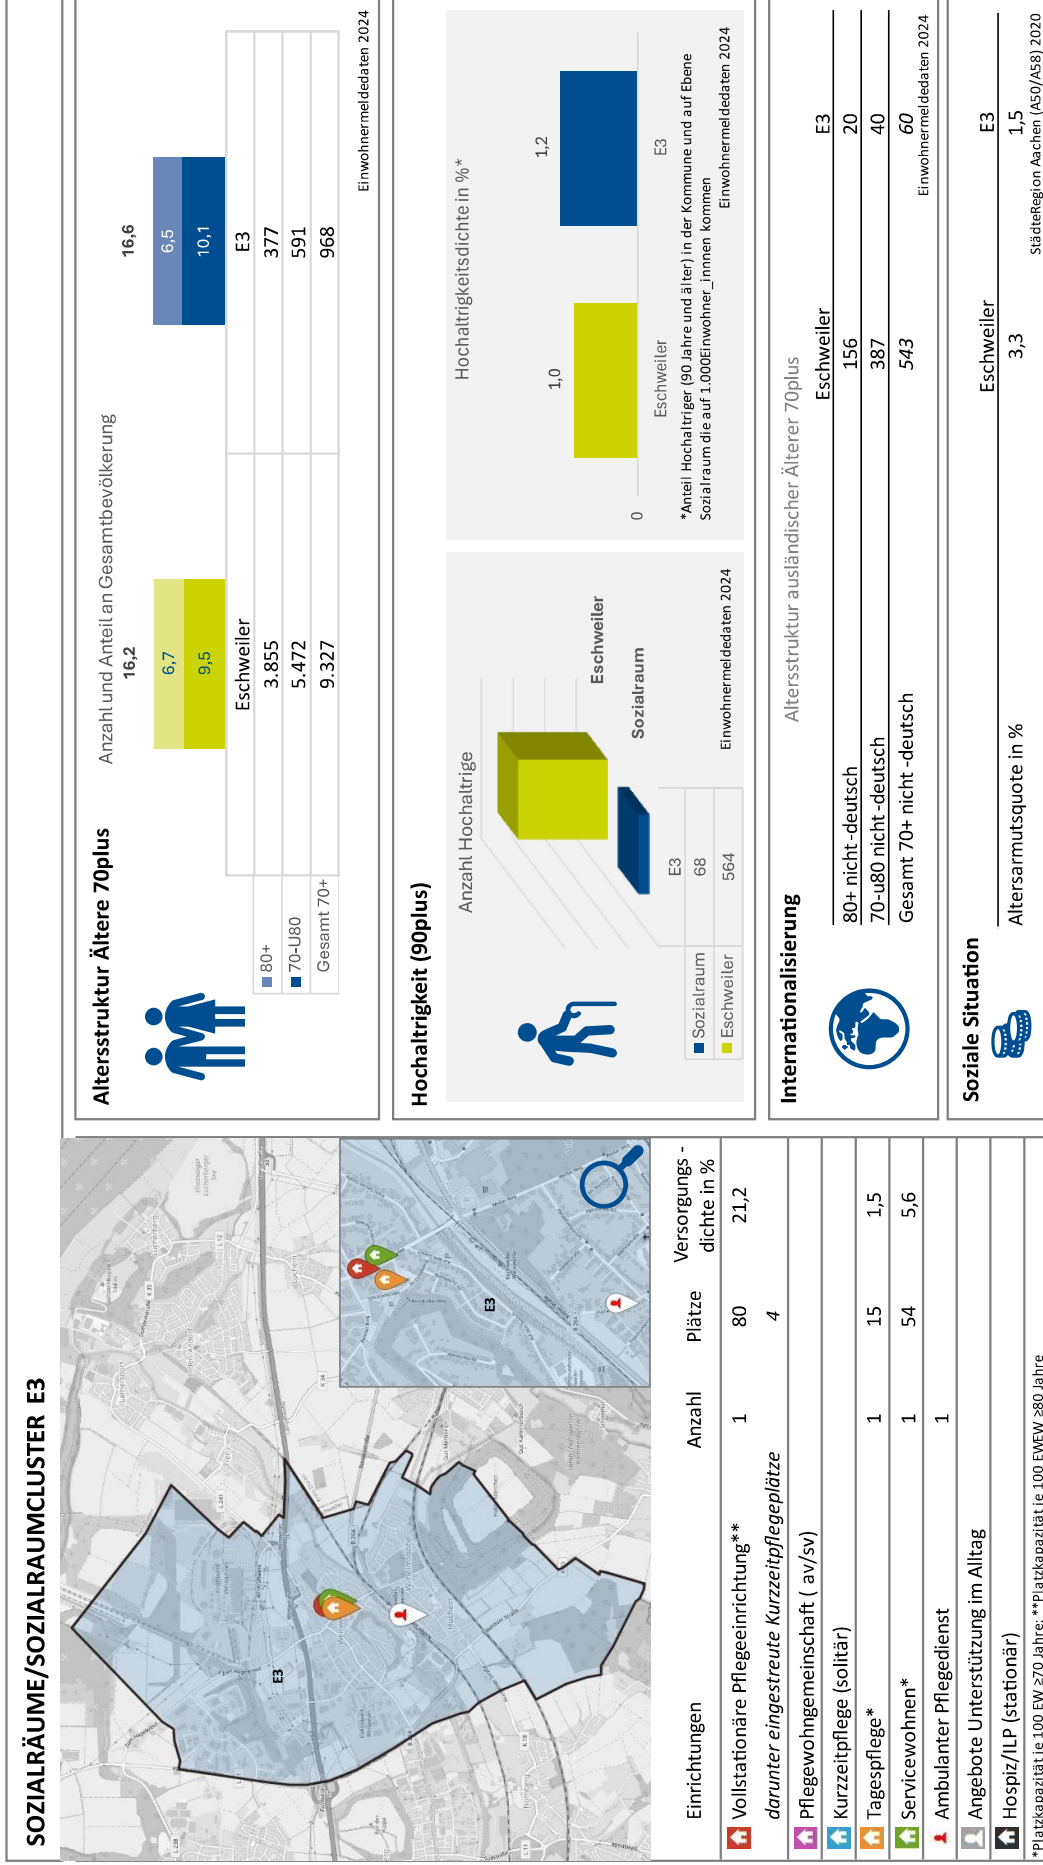 SOZIALRÄUME/SOZIALRAUMCLUSTER E3
E3
E3
Einrichtungen Anzahl Plätze Versorgungs-
dichte in %
Vollstationäre Pflegeeinrichtung** 1 80 21,2
darunter eingestreute Kurzzeitpflegeplätze 4
Pflegewohngemeinschaft ( av/sv)
Kurzzeitpflege (solitär)
Tagespflege* 1 15 1,5
Servicewohnen* 1 54 5,6
Ambulanter Pflegedienst 1
Angebote Unterstützung im Alltag
Hospiz/ILP (stationär)
*Platzkapazität je 100 EW ≥70 Jahre; **Platzkapazität je 100 EWEW ≥80 Jahre
Altersstruktur Ältere 70plus
Anzahl und Anteil an Gesamtbevölkerung
16,2 16,6
6,7 6,5
9,5 10,1
Eschweiler E3
80+ 3.855 377
70-U80 5.472 591
Gesamt 70+ 9.327 968
Einwohnermeldedaten 2024
Hochaltrigkeit (90plus)
Anzahl Hochaltrige
Eschweiler
Sozialraum
E3
Sozialraum 68
Eschweiler 564
Einwohnermeldedaten 2024
Hochaltrigkeitsdichte in %*
1,0 1,2
0
Eschweiler E3
*Anteil Hochaltriger (90 Jahre und älter) in der Kommune und auf Ebene
Sozialraum die auf 1.000Einwohner_innnen kommen
Einwohnermeldedaten 2024
Internationalisierung
Altersstruktur ausländischer Älterer 70plus
Eschweiler E3
80+ nicht-deutsch 156 20
70-u80 nicht-deutsch 387 40
Gesamt 70+ nicht-deutsch 543 60
Einwohnermeldedaten 2024
Soziale Situation
Eschweiler E3
Altersarmutsquote in % 3,3 1,5
StädteRegion Aachen (A50/A58) 2020